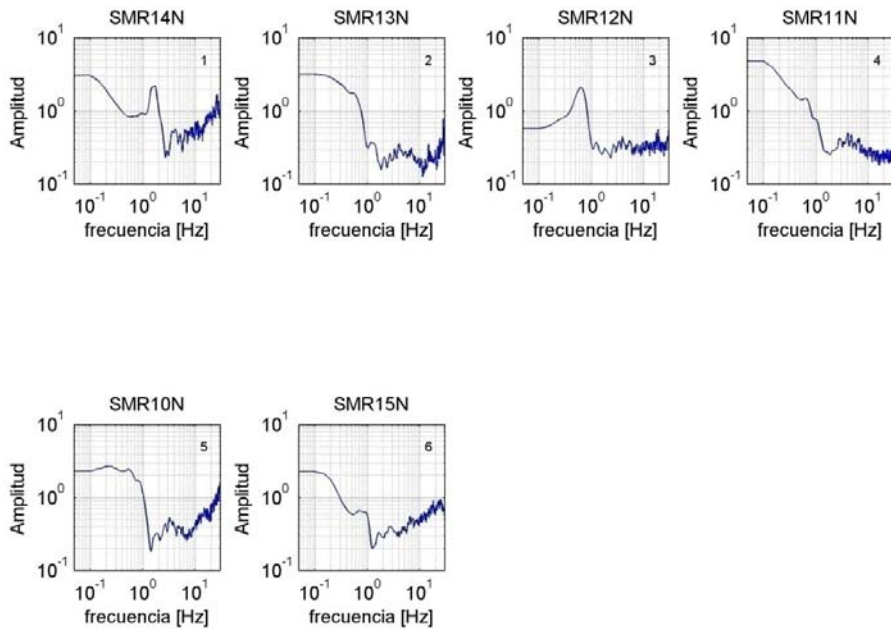 SMR14N SMR13N SMR12N SMR11N
10^1 10^1 10^1 10^1
1 2 3 4
Amplitud Amplitud Amplitud Amplitud
10^0 10^0 10^0 10^0
10^-1 10^-1 10^-1 10^-1
10^-1 10^0 10^1 10^-1 10^0 10^1 10^-1 10^0 10^1 10^-1 10^0 10^1
frecuencia [Hz] frecuencia [Hz] frecuencia [Hz] frecuencia [Hz]
SMR10N SMR15N
10^1 10^1
5 6
Amplitud Amplitud
10^0 10^0
10^-1 10^-1
10^-1 10^0 10^1 10^-1 10^0 10^1
frecuencia [Hz] frecuencia [Hz]